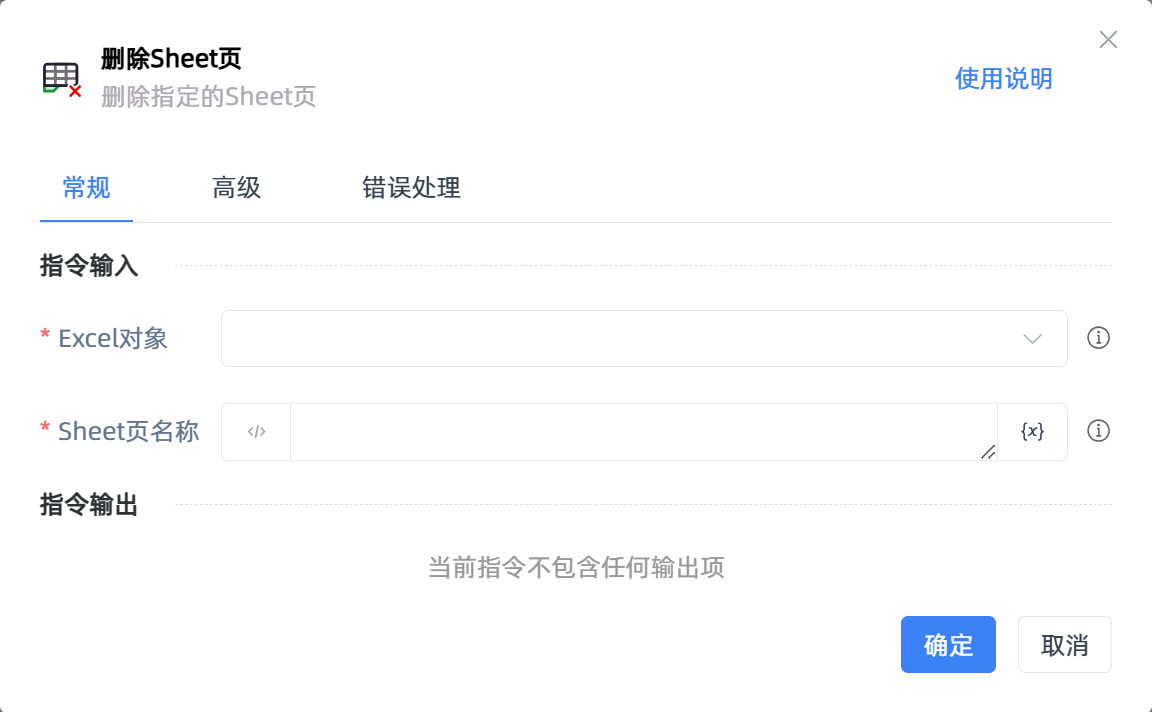 删除Sheet页
删除指定的Sheet页
使用说明
常规 高级 错误处理
指令输入
* Excel对象
* Sheet页名称 </> {x}
指令输出
当前指令不包含任何输出项
确定 取消